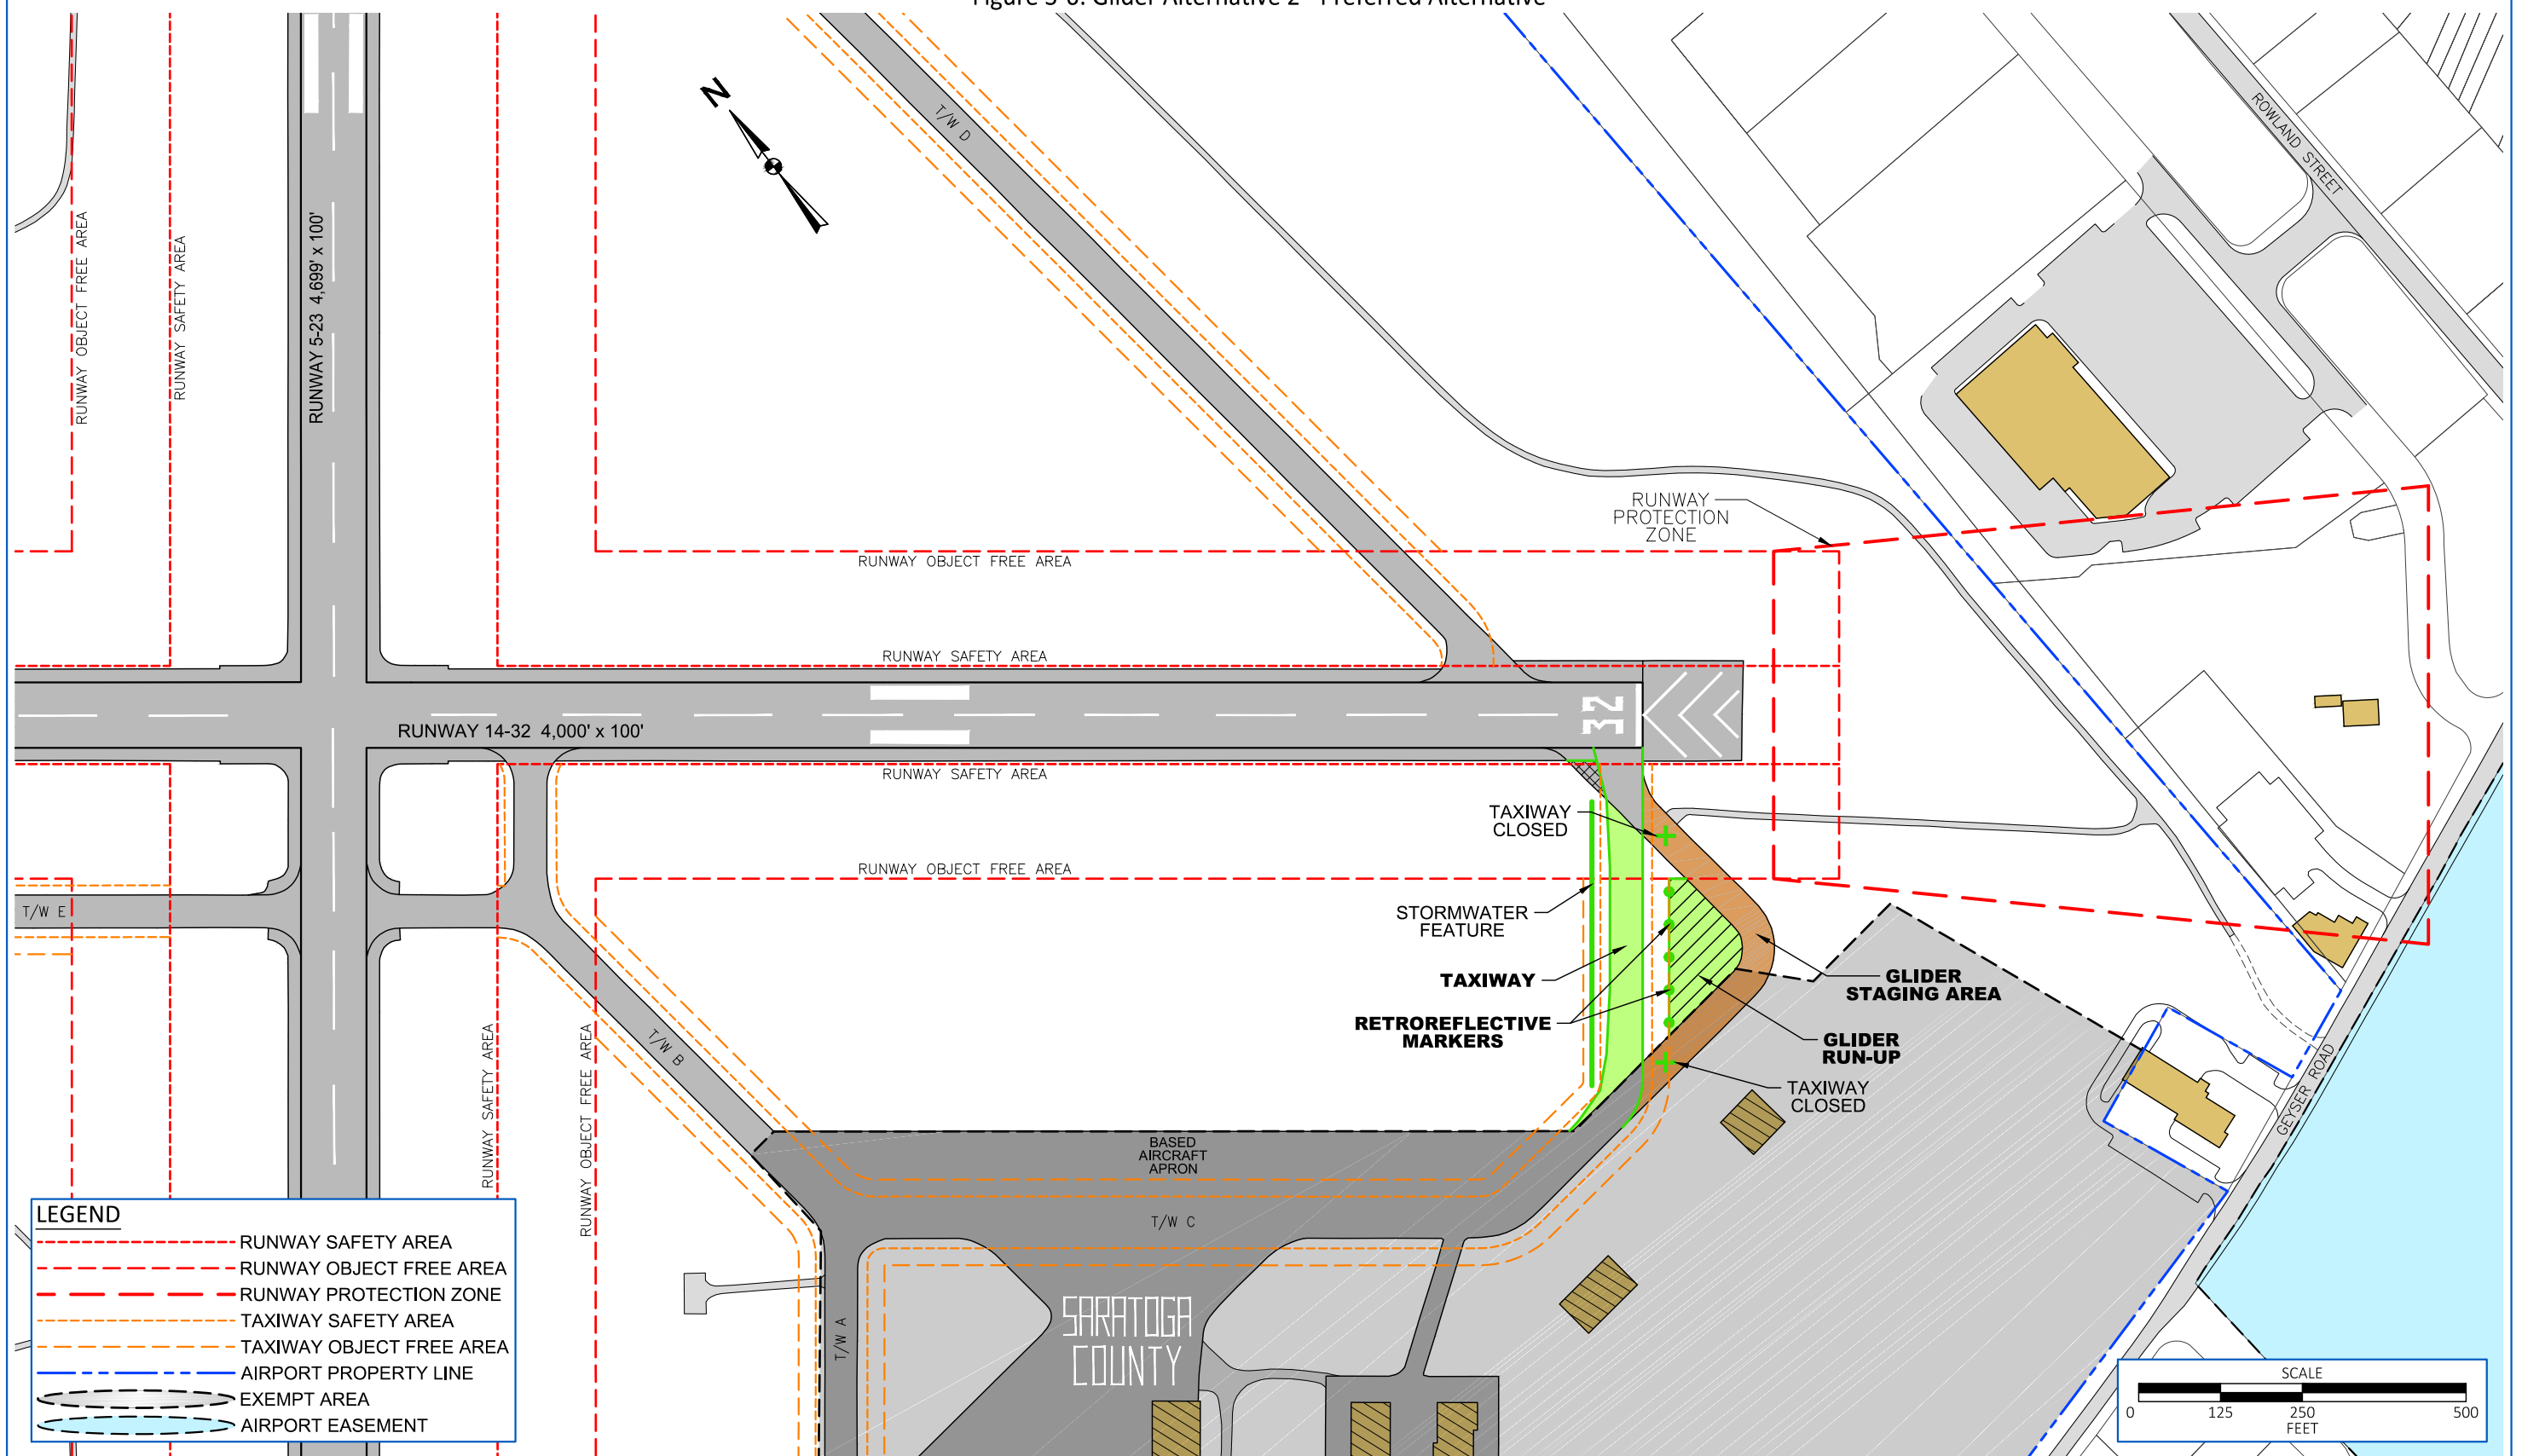 Figure 5-6: Glider Alternative 2 - Preferred Alternative
N
T/W D
ROWLAND STREET
RUNWAY OBJECT FREE AREA
RUNWAY SAFETY AREA
RUNWAY 5-23 4,699' x 100'
RUNWAY
PROTECTION
ZONE
RUNWAY OBJECT FREE AREA
RUNWAY SAFETY AREA
32
RUNWAY 14-32 4,000' x 100'
RUNWAY SAFETY AREA
TAXIWAY
CLOSED
RUNWAY OBJECT FREE AREA
T/W E
STORMWATER
FEATURE
TAXIWAY
GLIDER
STAGING AREA
RETROREFLECTIVE
MARKERS
GLIDER
RUN-UP
TAXIWAY
CLOSED
T/W B
RUNWAY SAFETY AREA
RUNWAY OBJECT FREE AREA
GEYSER ROAD
BASED
AIRCRAFT
APRON
T/W C
T/W A
SARATOGA
COUNTY
LEGEND
RUNWAY SAFETY AREA
RUNWAY OBJECT FREE AREA
RUNWAY PROTECTION ZONE
TAXIWAY SAFETY AREA
TAXIWAY OBJECT FREE AREA
AIRPORT PROPERTY LINE
EXEMPT AREA
AIRPORT EASEMENT
SCALE
0 125 250 500
FEET